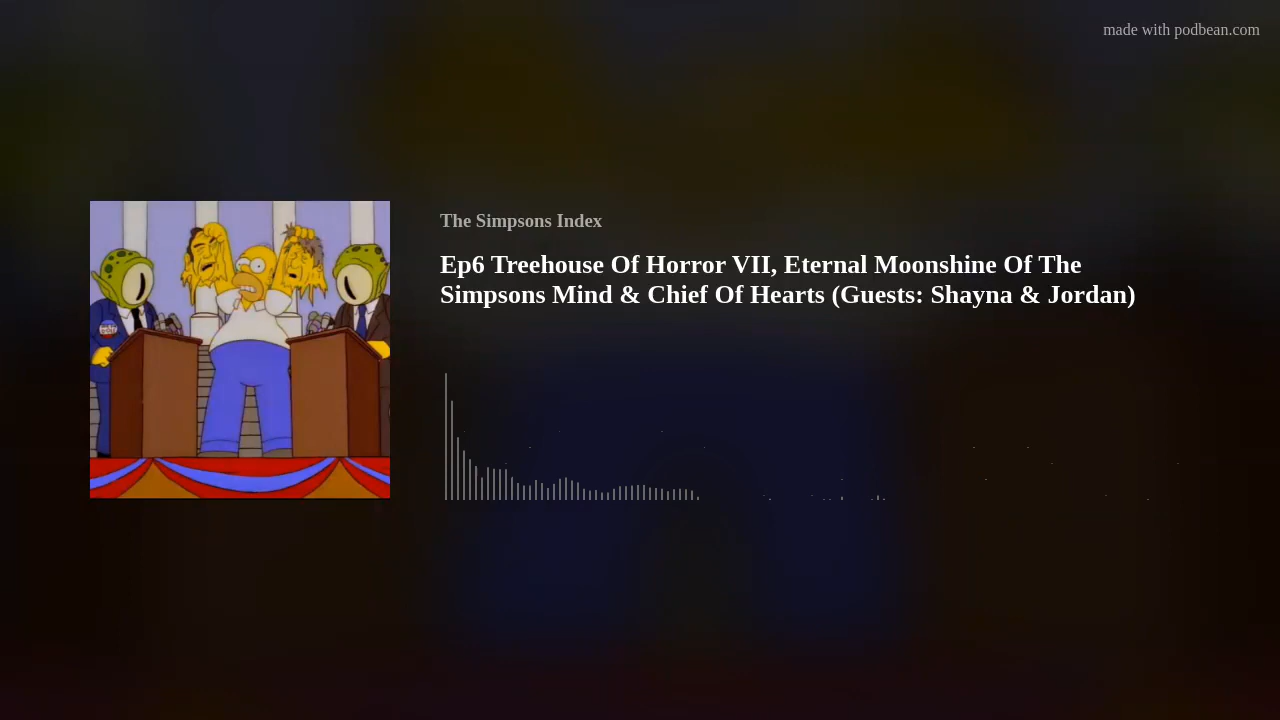 made with podbean.com
The Simpsons Index
Ep6 Treehouse Of Horror VII, Eternal Moonshine Of The
Simpsons Mind & Chief Of Hearts (Guests: Shayna & Jordan)